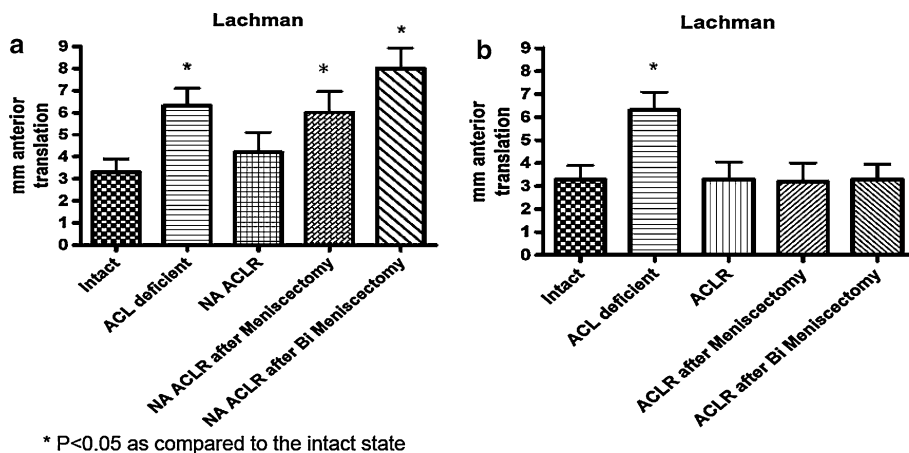 Lachman
a
mm anterior
translation
9
8
7
6
5
4
3
2
1
0
*
*
*
Intact
ACL deficient
NA ACLR
NA ACLR after Meniscectomy
NA ACLR after Bi Meniscectomy
* P<0.05 as compared to the intact state
Lachman
b
mm anterior
translation
9
8
7
6
5
4
3
2
1
0
*
Intact
ACL deficient
ACLR
ACLR after Meniscectomy
ACLR after Bi Meniscectomy